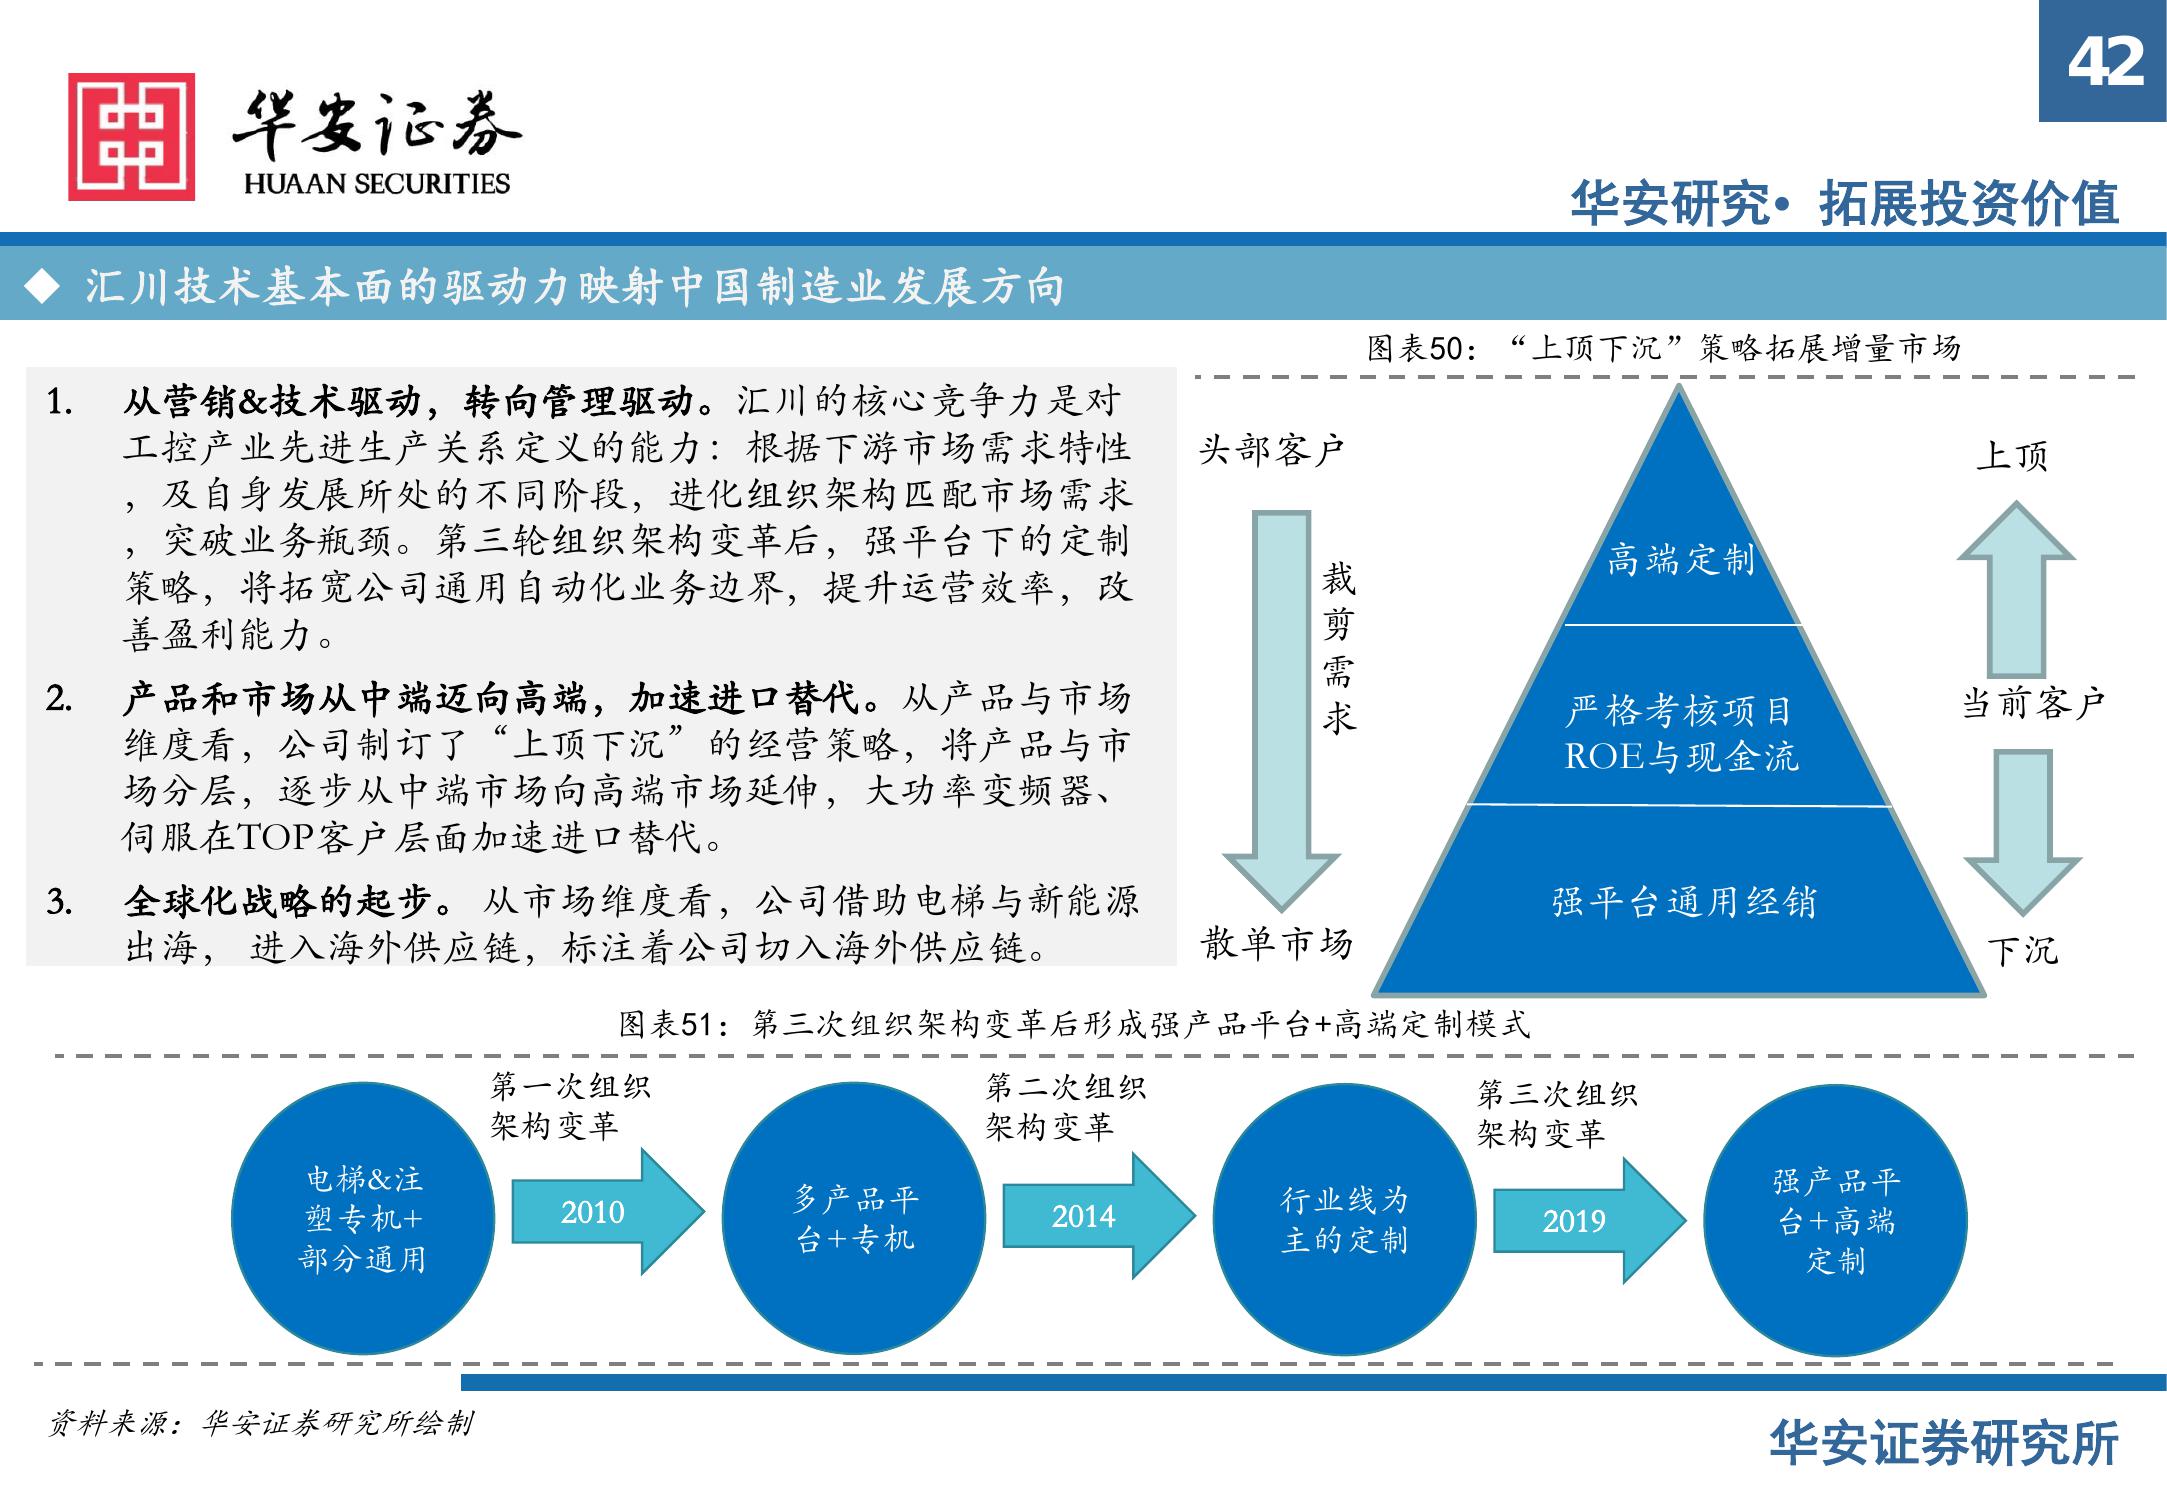 42
华安证券
HUAAN SECURITIES
华安研究• 拓展投资价值
汇川技术基本面的驱动力映射中国制造业发展方向
1. 从营销&技术驱动，转向管理驱动。汇川的核心竞争力是对
工控产业先进生产关系定义的能力：根据下游市场需求特性
，及自身发展所处的不同阶段，进化组织架构匹配市场需求
，突破业务瓶颈。第三轮组织架构变革后，强平台下的定制
策略，将拓宽公司通用自动化业务边界，提升运营效率，改
善盈利能力。
2. 产品和市场从中端迈向高端，加速进口替代。从产品与市场
维度看，公司制订了“上顶下沉”的经营策略，将产品与市
场分层，逐步从中端市场向高端市场延伸，大功率变频器、
伺服在TOP客户层面加速进口替代。
3. 全球化战略的起步。 从市场维度看，公司借助电梯与新能源
出海， 进入海外供应链，标注着公司切入海外供应链。
图表50：“上顶下沉”策略拓展增量市场
头部客户
裁
剪
需
求
散单市场
高端定制
严格考核项目
ROE与现金流
强平台通用经销
上顶
当前客户
下沉
图表51：第三次组织架构变革后形成强产品平台+高端定制模式
电梯&注
塑专机+
部分通用
第一次组织
架构变革
2010
多产品平
台+专机
第二次组织
架构变革
2014
行业线为
主的定制
第三次组织
架构变革
2019
强产品平
台+高端
定制
资料来源：华安证券研究所绘制
华安证券研究所